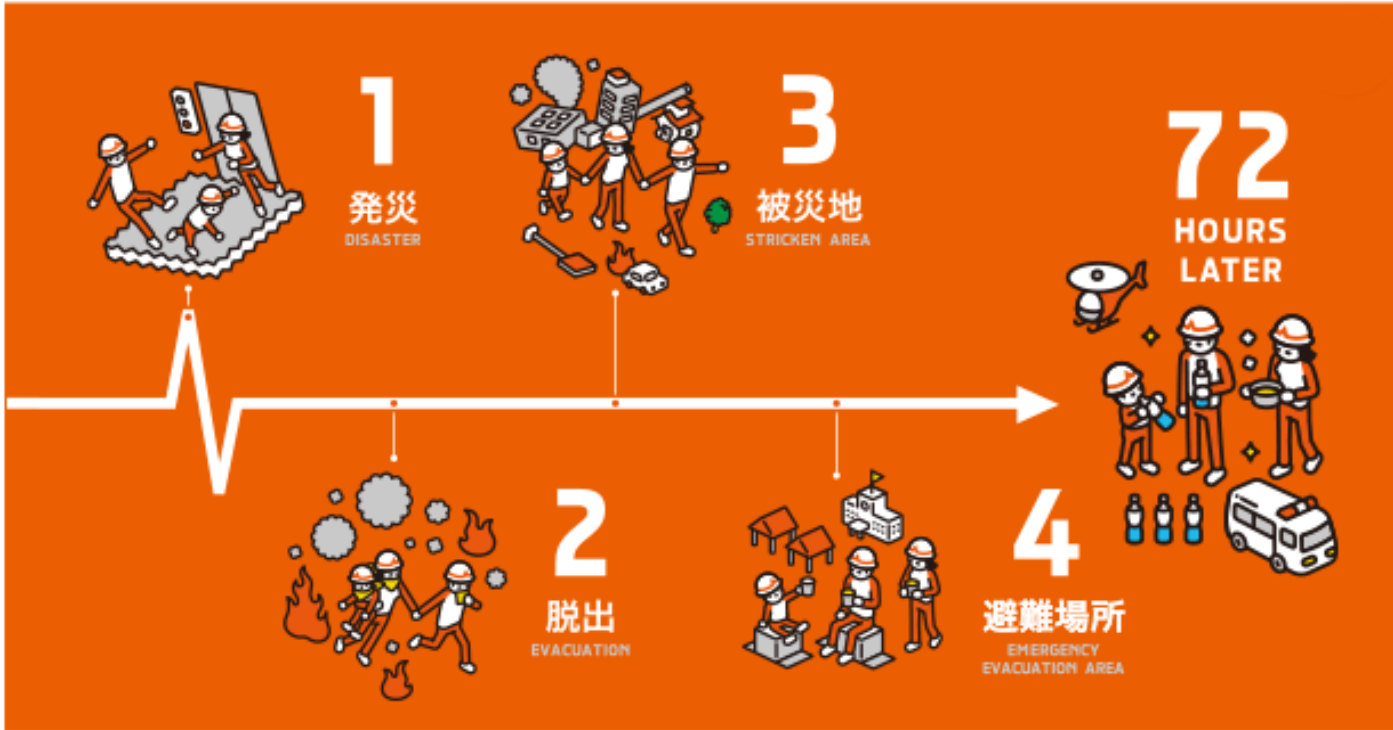 1
発災
DISASTER
2
脱出
EVACUATION
3
被災地
STRICKEN AREA
4
避難場所
EMERGENCY
EVACUATION AREA
72
HOURS
LATER